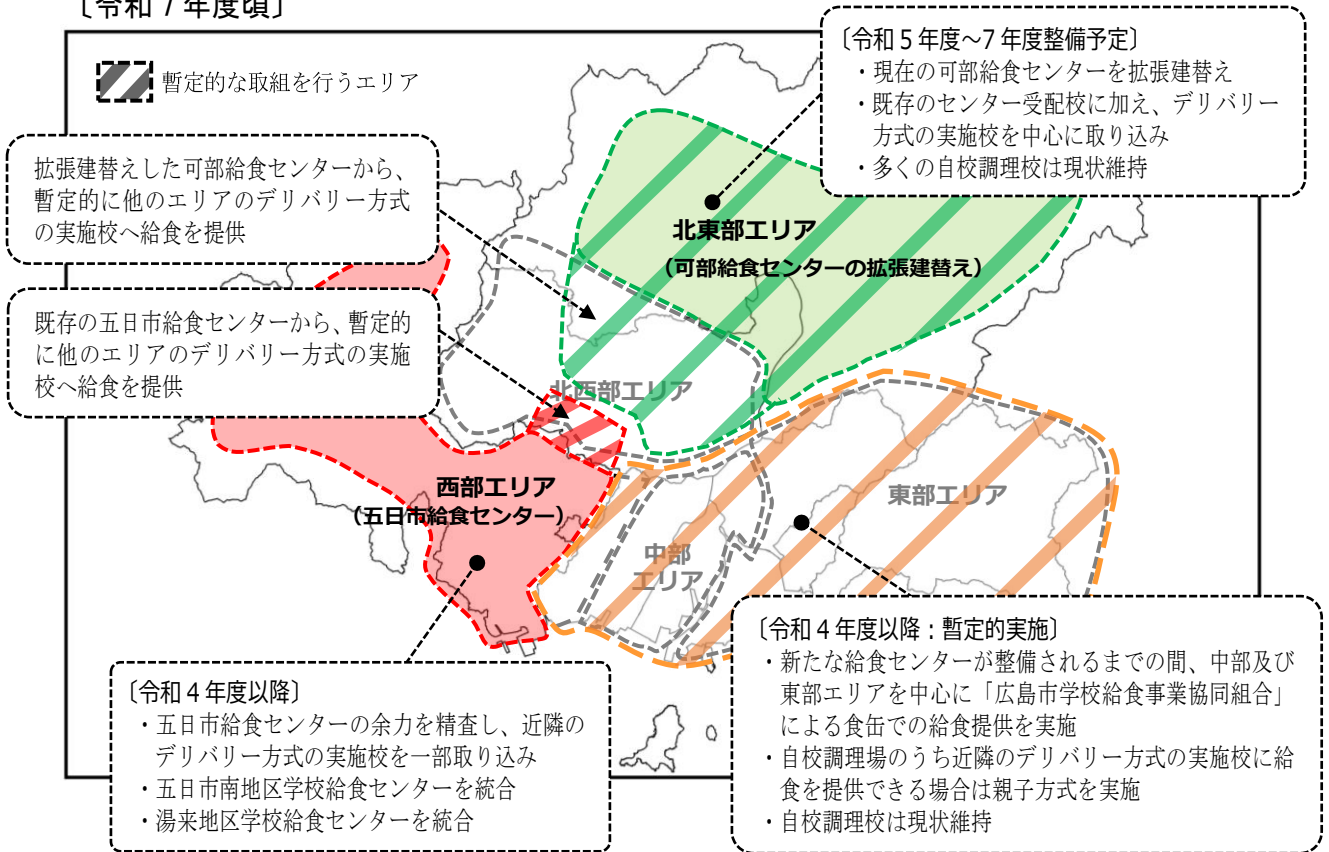 〔令和７年度頃〕
暫定的な取組を行うエリア
〔令和５年度～７年度整備予定〕
・現在の可部給食センターを拡張建替え
・既存のセンター受配校に加え、デリバリー
方式の実施校を中心に取り込み
・多くの自校調理校は現状維持
拡張建替えした可部給食センターから、
暫定的に他のエリアのデリバリー方式
の実施校へ給食を提供
北東部エリア
（可部給食センターの拡張建替え）
既存の五日市給食センターから、暫定的
に他のエリアのデリバリー方式の実施
校へ給食を提供
北西部エリア
西部エリア
（五日市給食センター）
東部エリア
中部
エリア
〔令和４年度以降：暫定的実施〕
・新たな給食センターが整備されるまでの間、中部及び
東部エリアを中心に「広島市学校給食事業協同組合」
による食缶での給食提供を実施
・自校調理場のうち近隣のデリバリー方式の実施校に給
食を提供できる場合は親子方式を実施
・自校調理校は現状維持
〔令和４年度以降〕
・五日市給食センターの余力を精査し、近隣の
デリバリー方式の実施校を一部取り込み
・五日市南地区学校給食センターを統合
・湯来地区学校給食センターを統合